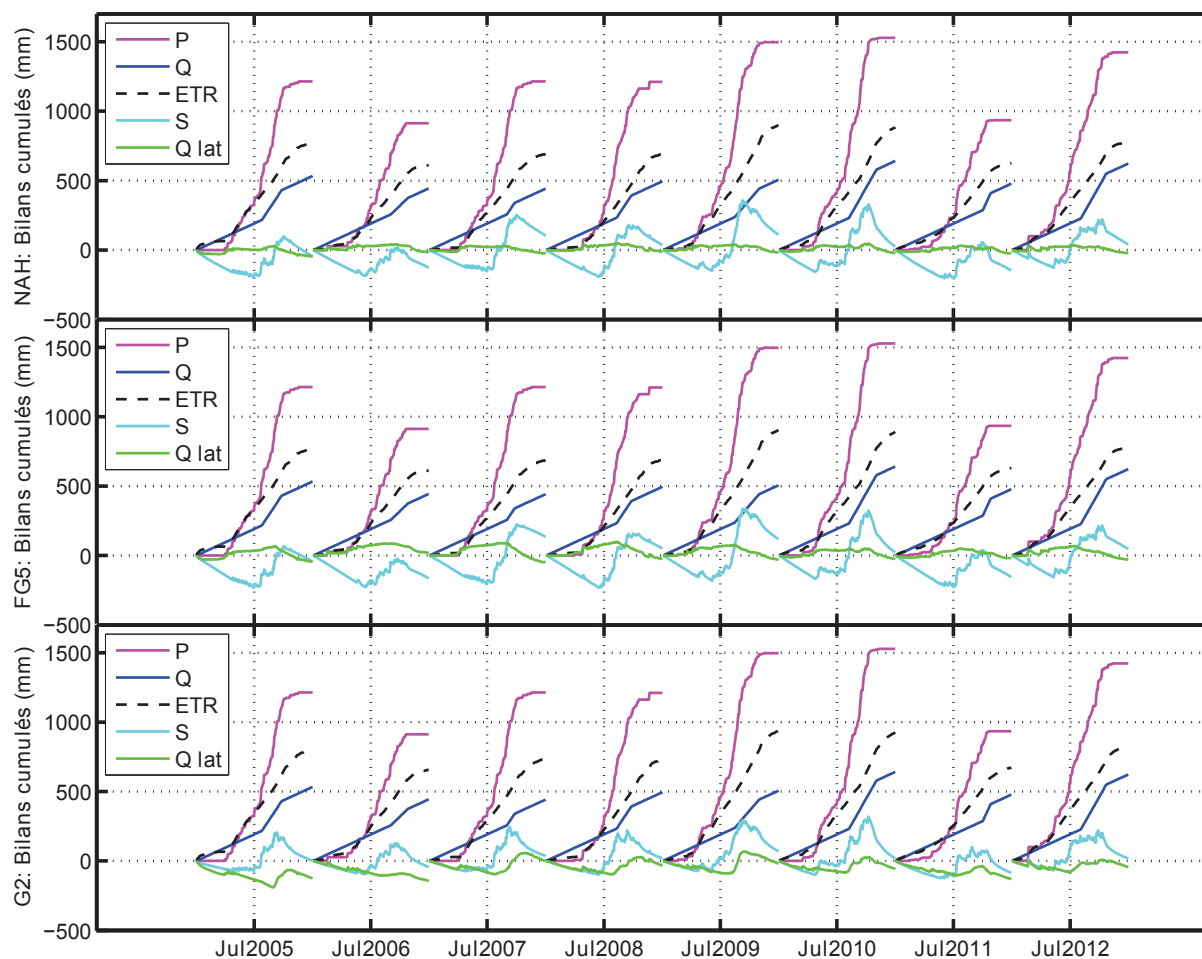 NAH: Bilans cumulés (mm)
1500
1000
500
0
−500
P
Q
ETR
S
Q lat
FG5: Bilans cumulés (mm)
1500
1000
500
0
−500
P
Q
ETR
S
Q lat
G2: Bilans cumulés (mm)
1500
1000
500
0
−500
P
Q
ETR
S
Q lat
Jul2005 Jul2006 Jul2007 Jul2008 Jul2009 Jul2010 Jul2011 Jul2012